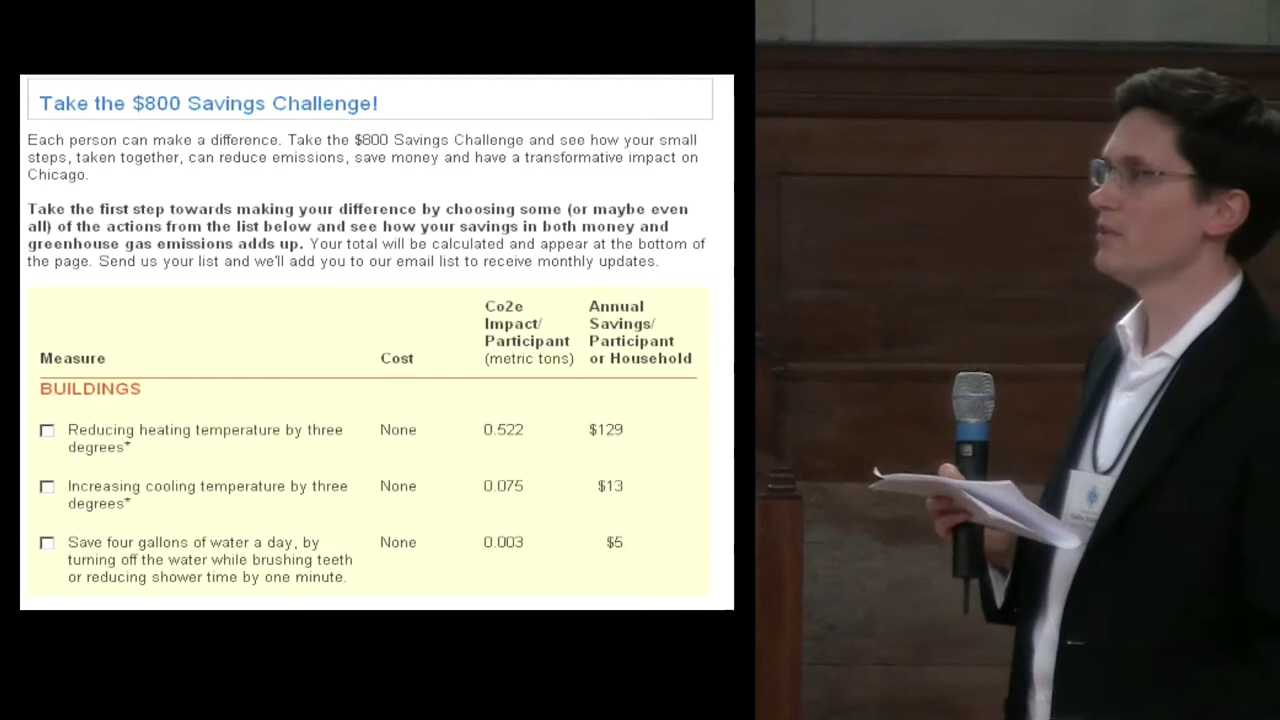 Take the $800 Savings Challenge!
Each person can make a difference. Take the $800 Savings Challenge and see how your small
steps, taken together, can reduce emissions, save money and have a transformative impact on
Chicago.
Take the first step towards making your difference by choosing some (or maybe even
all) of the actions from the list below and see how your savings in both money and
greenhouse gas emissions adds up. Your total will be calculated and appear at the bottom of
the page. Send us your list and we'll add you to our email list to receive monthly updates.
Measure
Cost
Co2e
Impact/
Participant
(metric tons)
Annual
Savings/
Participant
or Household
BUILDINGS
Reducing heating temperature by three
degrees*
None
0.522
$129
Increasing cooling temperature by three
degrees*
None
0.075
$13
Save four gallons of water a day, by
turning off the water while brushing teeth
or reducing shower time by one minute.
None
0.003
$5